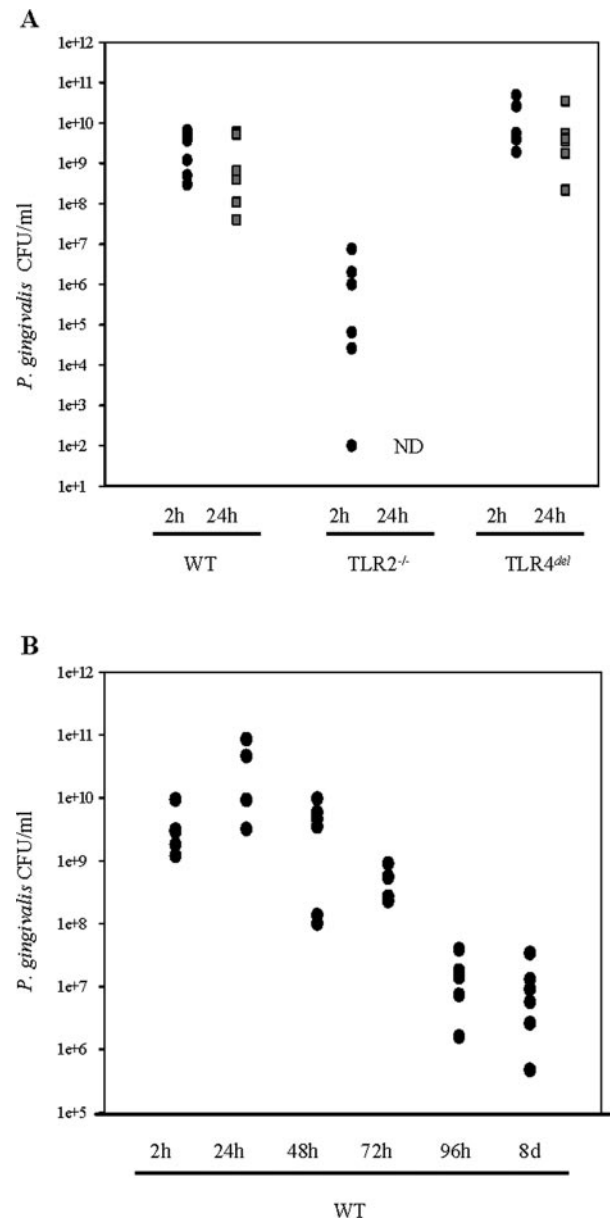 A
1e+12
1e+11
1e+10
1e+9
1e+8
1e+7
1e+6
1e+5
1e+4
1e+3
1e+2
1e+1
P. gingivalis CFU/ml
ND
2h 24h 2h 24h 2h 24h
WT TLR2-/- TLR4del
B
1e+12
1e+11
1e+10
1e+9
1e+8
1e+7
1e+6
1e+5
P. gingivalis CFU/ml
2h 24h 48h 72h 96h 8d
WT